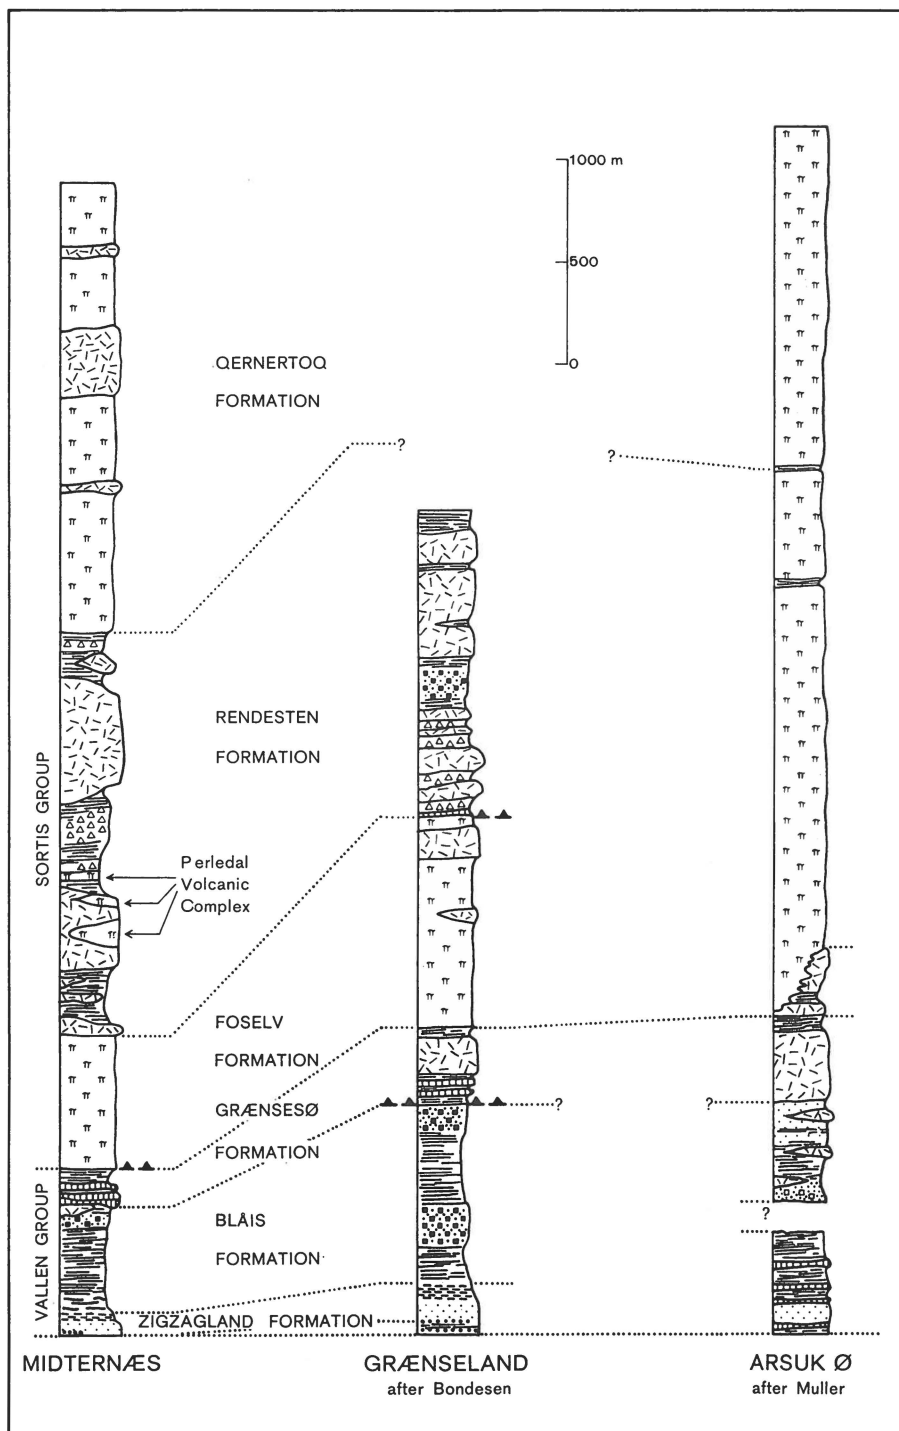 1000 m
500
0
QERNERTOQ
FORMATION
?
?
RENDESTEN
FORMATION
SORTIS GROUP
Perledal
Volcanic
Complex
FOSELV
FORMATION
GRÆNSESØ
?
?
FORMATION
VALLEN GROUP
BLÅIS
?
FORMATION
ZIGZAGLAND FORMATION
MIDTERNÆS
GRÆNSELAND
after Bondesen
ARSUK Ø
after Muller